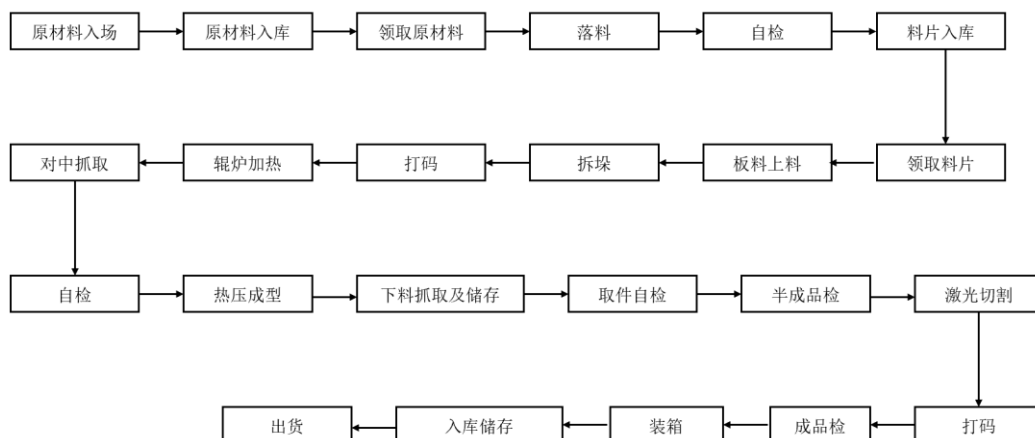 原材料入场
原材料入库
领取原材料
落料
自检
料片入库
领取料片
板料上料
拆垛
打码
辊炉加热
对中抓取
自检
热压成型
下料抓取及储存
取件自检
半成品检
激光切割
打码
成品检
装箱
入库储存
出货